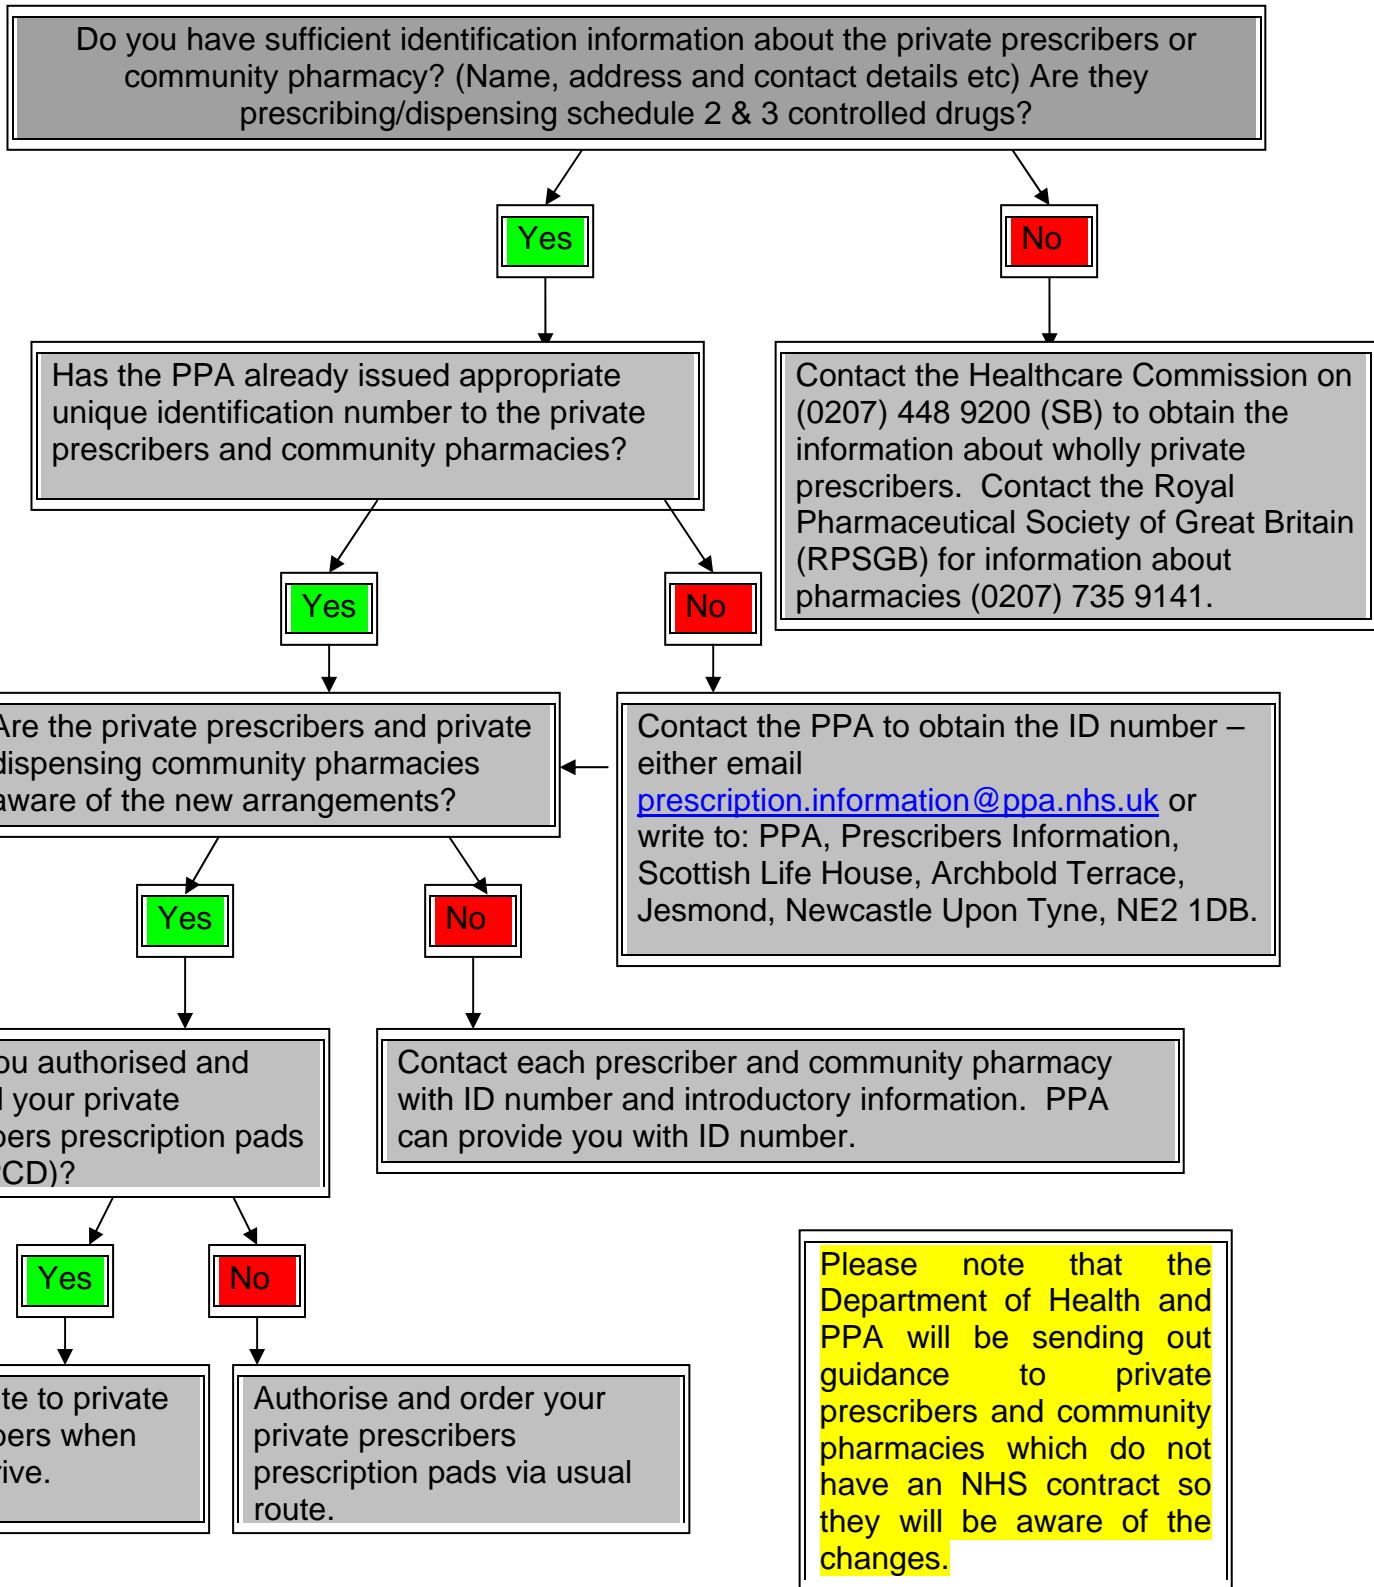 Do you have sufficient identification information about the private prescribers or
community pharmacy? (Name, address and contact details etc) Are they
prescribing/dispensing schedule 2 & 3 controlled drugs?
Yes
No
Has the PPA already issued appropriate
unique identification number to the private
prescribers and community pharmacies?
Contact the Healthcare Commission on
(0207) 448 9200 (SB) to obtain the
information about wholly private
prescribers. Contact the Royal
Pharmaceutical Society of Great Britain
(RPSGB) for information about
pharmacies (0207) 735 9141.
Yes
No
Are the private prescribers and private
dispensing community pharmacies
aware of the new arrangements?
Contact the PPA to obtain the ID number –
either email
prescription.information@ppa.nhs.uk or
write to: PPA, Prescribers Information,
Scottish Life House, Archbold Terrace,
Jesmond, Newcastle Upon Tyne, NE2 1DB.
Yes
No
authorised and
your private
prescription pads
CD)?
Contact each prescriber and community pharmacy
with ID number and introductory information. PPA
can provide you with ID number.
Yes
No
to private
when
Authorise and order your
private prescribers
prescription pads via usual
route.
Please note that the
Department of Health and
PPA will be sending out
guidance to private
prescribers and community
pharmacies which do not
have an NHS contract so
they will be aware of the
changes.